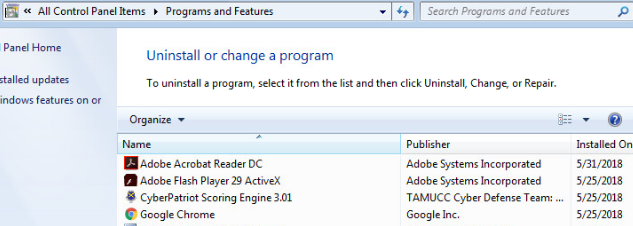 « All Control Panel Items ▸ Programs and Features
Search Programs and Features
l Panel Home
stalled updates
indows features on or
Uninstall or change a program
To uninstall a program, select it from the list and then click Uninstall, Change, or Repair.
Organize
Name Publisher Installed On
Adobe Acrobat Reader DC Adobe Systems Incorporated 5/31/2018
Adobe Flash Player 29 ActiveX Adobe Systems Incorporated 5/25/2018
CyberPatriot Scoring Engine 3.01 TAMUCC Cyber Defense Team: ... 5/25/2018
Google Chrome Google Inc. 5/25/2018